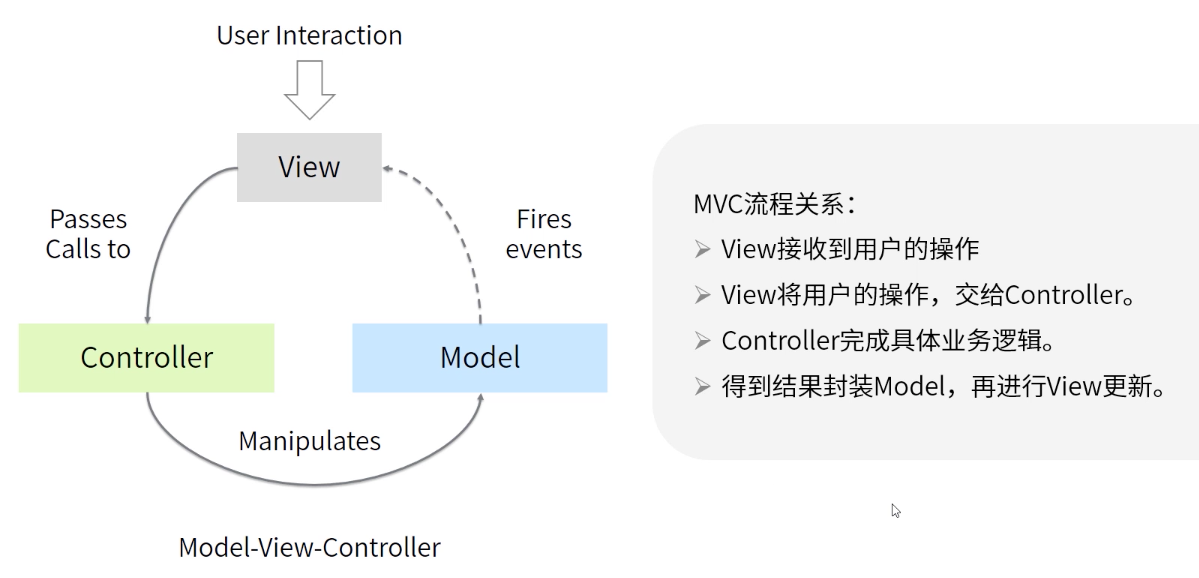 User Interaction
View
Passes
Calls to
Fires
events
Controller
Model
Manipulates
Model-View-Controller
MVC流程关系：
View接收到用户的操作
View将用户的操作，交给Controller。
Controller完成具体业务逻辑。
得到结果封装Model，再进行View更新。